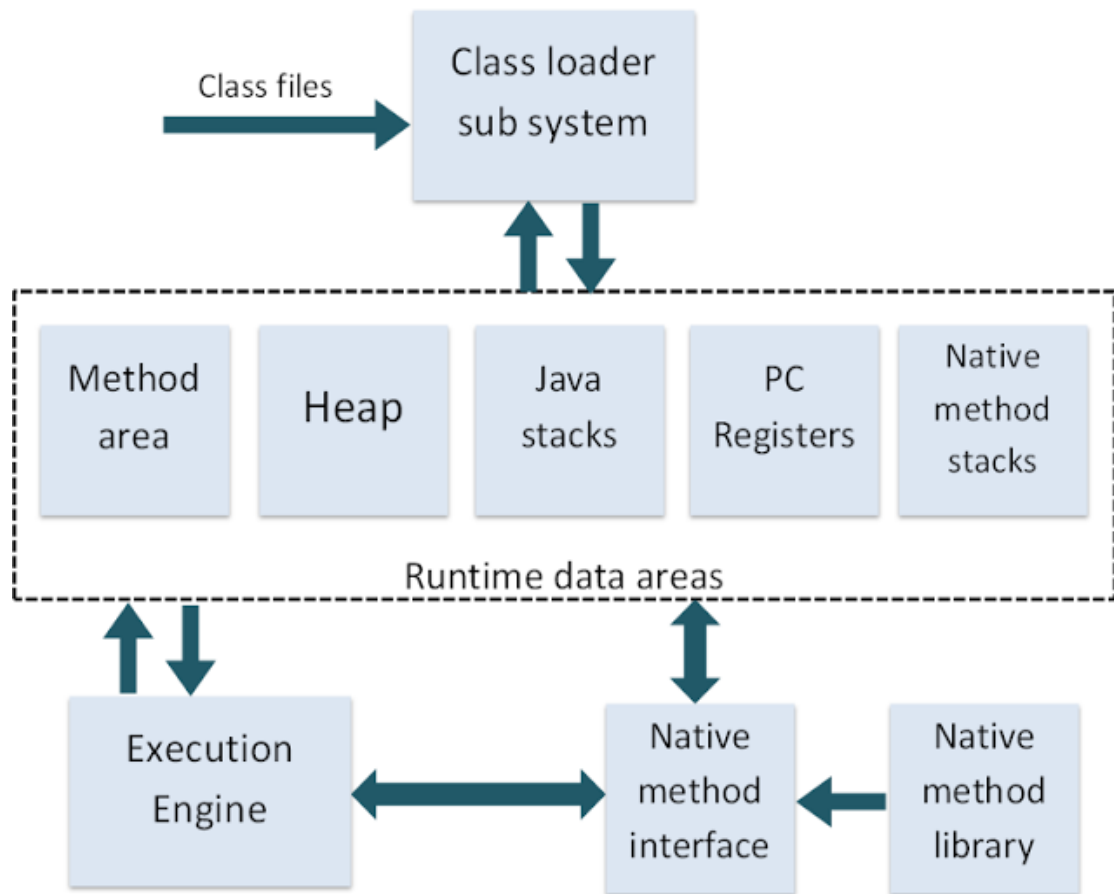 Class files
Class loader
sub system
Method
area
Heap
Java
stacks
PC
Registers
Native
method
stacks
Runtime data areas
Execution
Engine
Native
method
interface
Native
method
library